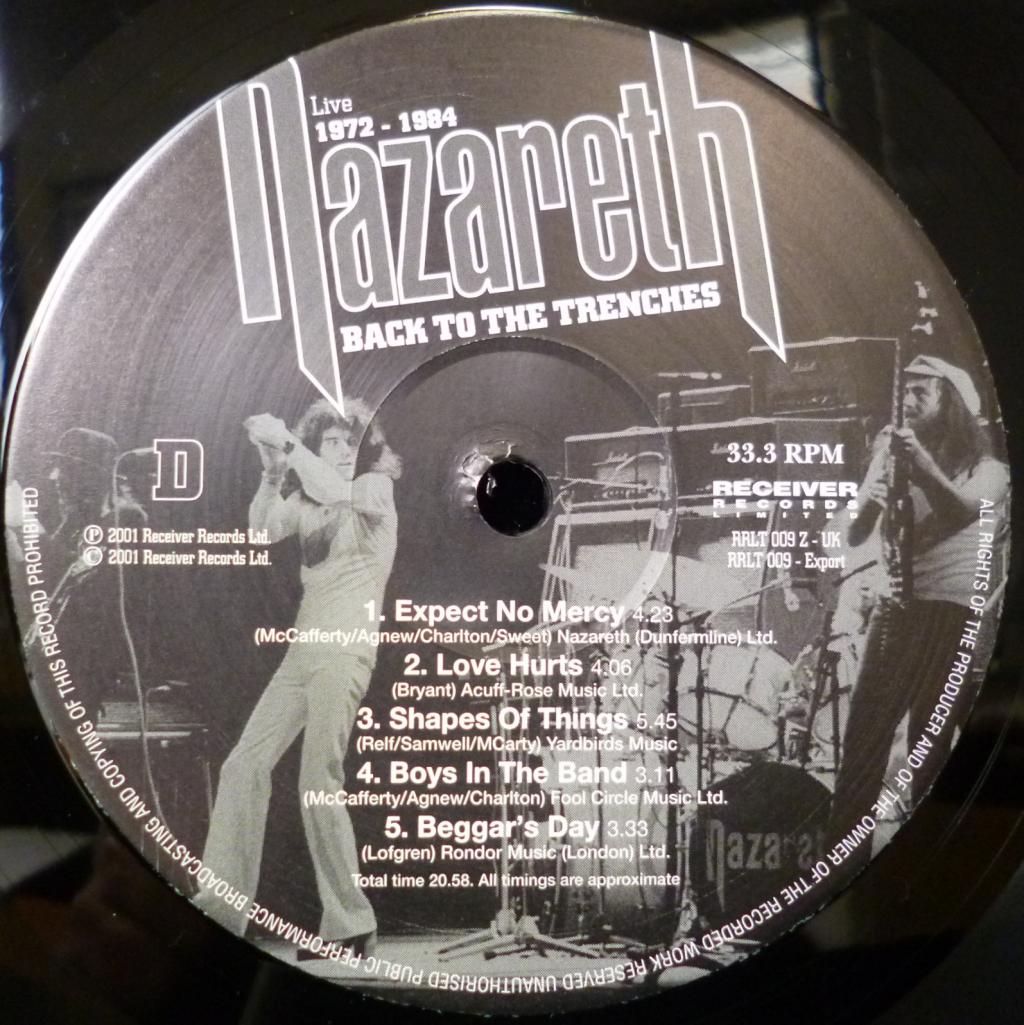 Live
1972 - 1984
nazareth
BACK TO THE TRENCHES
D
33.3 RPM
RECEIVER
RECORDS
LIMITED
℗ 2001 Receiver Records Ltd.
© 2001 Receiver Records Ltd.
RRLT 009 Z - UK
RRLT 009 - Export
1. Expect No Mercy 4.23
(McCafferty/Agnew/Charlton/Sweet) Nazareth (Dunfermline) Ltd.
2. Love Hurts 4.06
(Bryant) Acuff-Rose Music Ltd.
3. Shapes Of Things 5.45
(Relf/Samwell/MCarty) Yardbirds Music
4. Boys In The Band 3.11
(McCafferty/Agnew/Charlton) Fool Circle Music Ltd.
5. Beggar's Day 3.33
(Lofgren) Rondor Music (London) Ltd.
Total time 20.58. All timings are approximate
ALL RIGHTS OF THE PRODUCER AND OF THE OWNER OF THE RECORDED WORK RESERVED UNAUTHORISED PUBLIC PERFORMANCE BROADCASTING AND COPYING OF THIS RECORD PROHIBITED
Marshall
nazareth